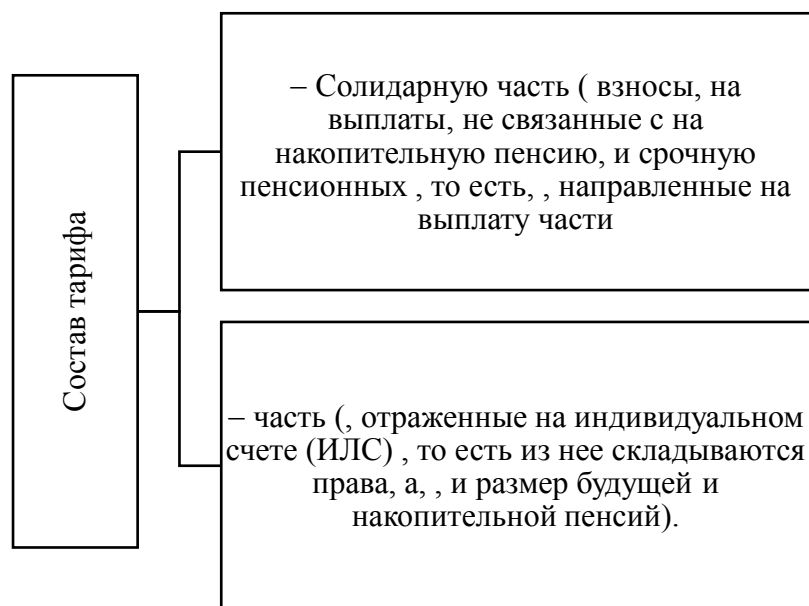 Состав тарифа
– Солидарную часть ( взносы, на
выплаты, не связанные с на
накопительную пенсию, и срочную
пенсионных , то есть, , направленные на
выплату части
– часть (, отраженные на индивидуальном
счете (ИЛС) , то есть из нее складываются
права, а, , и размер будущей и
накопительной пенсий).